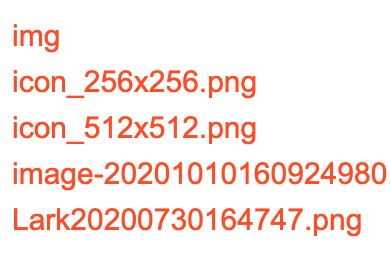 img
icon_256x256.png
icon_512x512.png
image-20201010160924980
Lark20200730164747.png